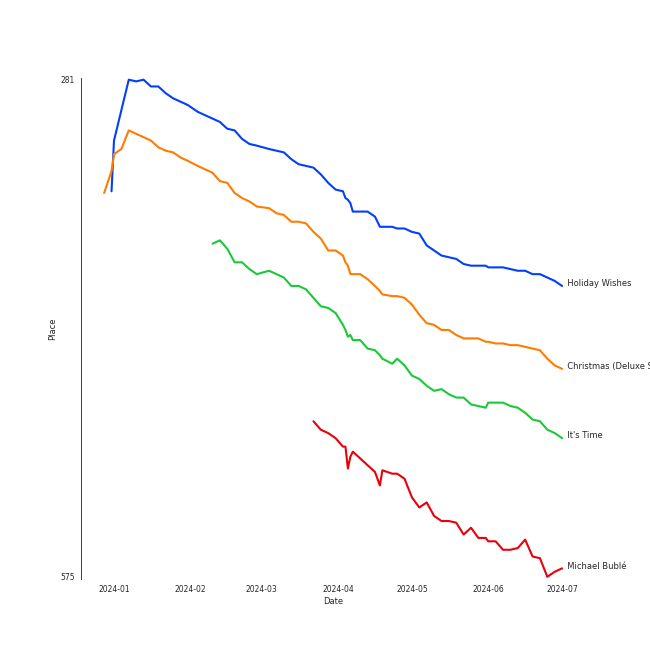 281
Holiday Wishes
Place
Christmas (Deluxe S
It's Time
Michael Bublé
575
2024-01 2024-02 2024-03 2024-04 2024-05 2024-06 2024-07
Date